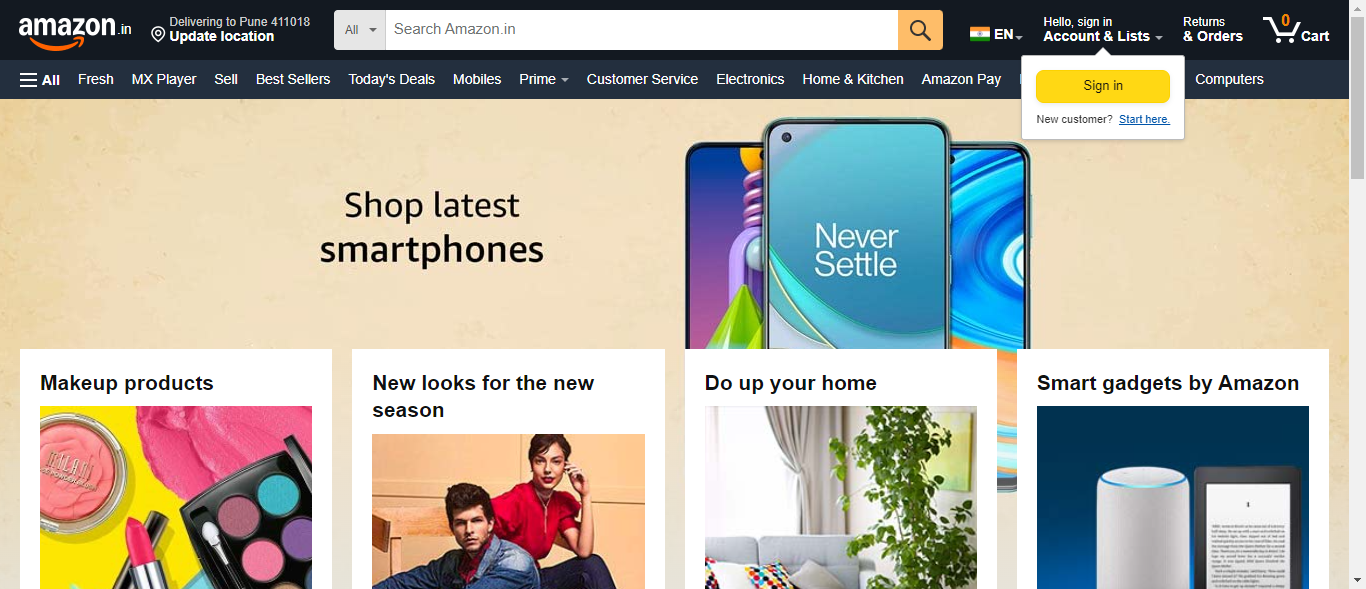 amazon.in
Delivering to Pune 411018
Update location
All
Search Amazon.in
EN
Hello, sign in
Account & Lists
Returns
& Orders
0
Cart
All
Fresh
MX Player
Sell
Best Sellers
Today's Deals
Mobiles
Prime
Customer Service
Electronics
Home & Kitchen
Amazon Pay
Computers
Sign in
New customer? Start here.
Shop latest
smartphones
Never
Settle
Makeup products
New looks for the new
season
Do up your home
Smart gadgets by Amazon
MILANI